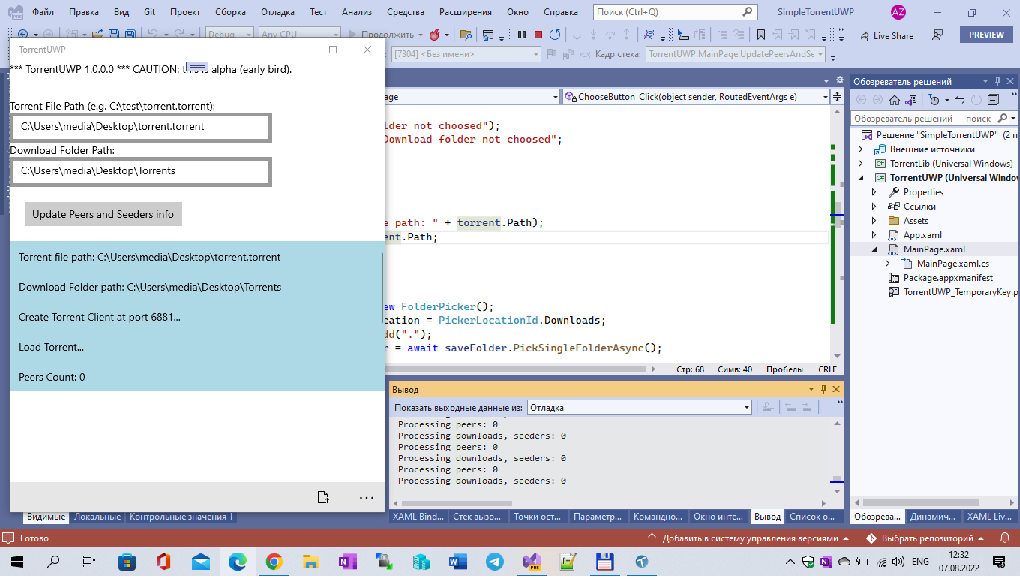 Файл Правка Вид Git Проект Сборка Отладка Тест Анализ Средства Расширения Окно Справка Поиск (Ctrl+Q) SimpleTorrentUWP AZ
Debug Any CPU Продолжить Live Share PREVIEW
TorrentUWP
[7304] <Без имени> Кадр стека: TorrentUWP.MainPage.UpdatePeersAndSe
*** TorrentUWP 1.0.0.0 *** CAUTION: alpha (early bird).
Torrent File Path (e.g. C:\test\torrent.torrent):
C:\Users\media\Desktop\torrent.torrent
Download Folder Path:
C:\Users\media\Desktop\Torrents
Update Peers and Seeders info
Torrent file path: C:\Users\media\Desktop\torrent.torrent
Download Folder path: C:\Users\media\Desktop\Torrents
Create Torrent Client at port 6881...
Load Torrent...
Peers Count: 0
age ChooseButton_Click(object sender, RoutedEventArgs e)
lder not choosed");
Download folder not choosed";
e path: " + torrent.Path);
ent.Path;
ew FolderPicker();
cation = PickerLocationId.Downloads;
dd(".");
r = await saveFolder.PickSingleFolderAsync();
Стр: 66 Симв: 40 Пробелы CRLF
Вывод
Показать выходные данные из: Отладка
Processing peers: 0
Processing downloads, seeders: 0
Processing peers: 0
Processing downloads, seeders: 0
Processing peers: 0
Processing downloads, seeders: 0
Обозреватель решений
Обозреватель решений поиск
Решение "SimpleTorrentUWP" (2 п
Внешние источники
TorrentLib (Universal Windows)
TorrentUWP (Universal Window
Properties
Ссылки
Assets
App.xaml
MainPage.xaml
MainPage.xaml.cs
Package.appxmanifest
TorrentUWP_TemporaryKey.p
Видимые Локальные Контрольные значения 1
XAML Bind... Стек вызо... Точки ост... Параметр... Командно... Окно инте... Вывод Список о...
Обозрева... Динамич... XAML Liv...
Готово Добавить в систему управления версиями Выбрать репозиторий
ENG 12:32
07.08.2022